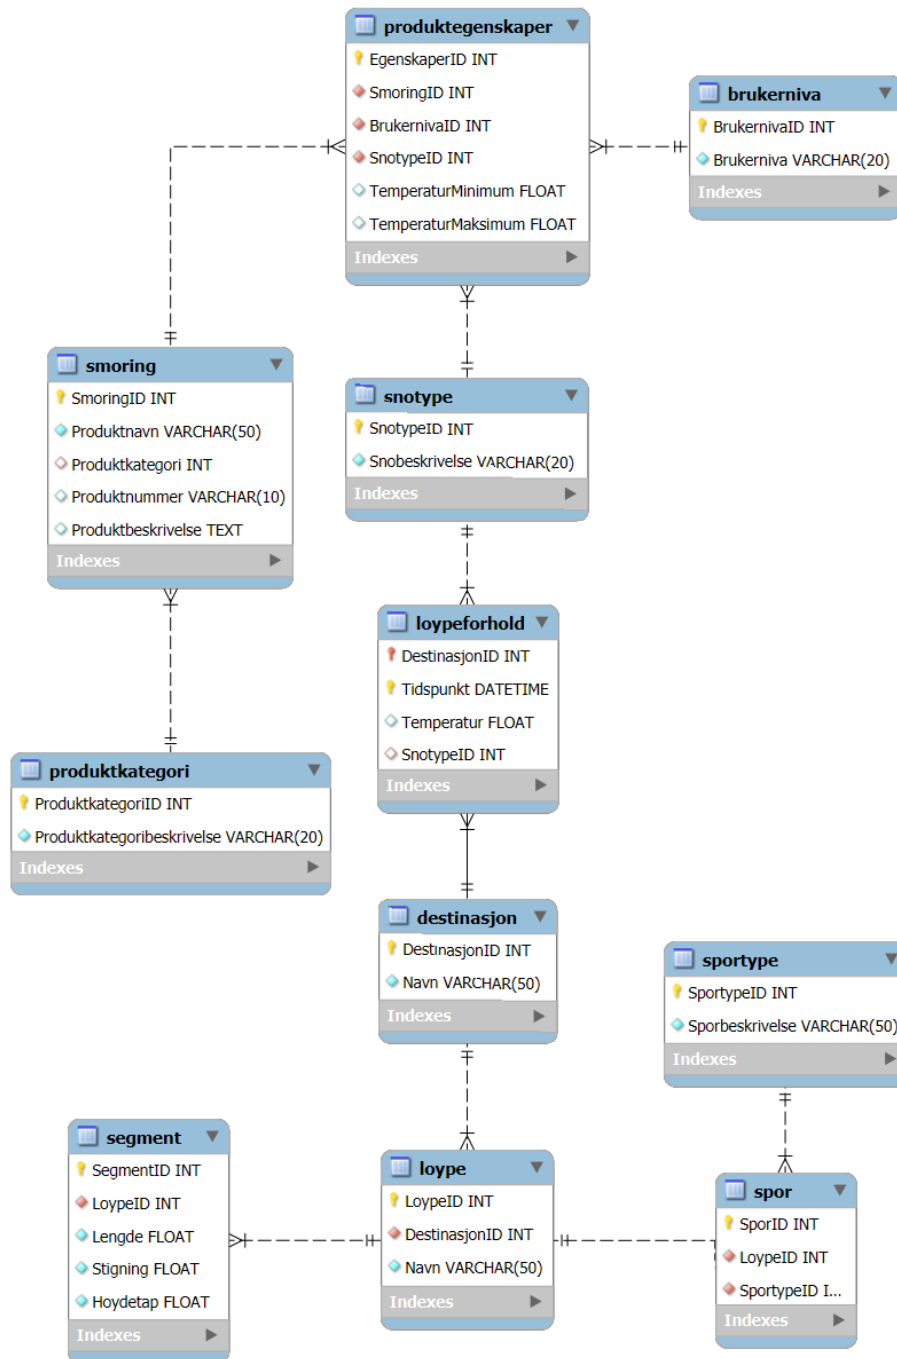 produktegenskaper
EgenskaperID INT
SmoringID INT
BrukernivaID INT
SnotypeID INT
TemperaturMinimum FLOAT
TemperaturMaksimum FLOAT
Indexes
brukerniva
BrukernivaID INT
Brukerniva VARCHAR(20)
Indexes
smoring
SmoringID INT
Produktnavn VARCHAR(50)
Produktkategori INT
Produktnummer VARCHAR(10)
Produktbeskrivelse TEXT
Indexes
snotype
SnotypeID INT
Snobeskrivelse VARCHAR(20)
Indexes
loypeforhold
DestinasjonID INT
Tidspunkt DATETIME
Temperatur FLOAT
SnotypeID INT
Indexes
produktkategori
ProduktkategoriID INT
Produktkategoribeskrivelse VARCHAR(20)
Indexes
destinasjon
DestinasjonID INT
Navn VARCHAR(50)
Indexes
sportype
SportypeID INT
Sporbeskrivelse VARCHAR(50)
Indexes
segment
SegmentID INT
LoypeID INT
Lengde FLOAT
Stigning FLOAT
Hoydetap FLOAT
Indexes
loype
LoypeID INT
DestinasjonID INT
Navn VARCHAR(50)
Indexes
spor
SporID INT
LoypeID INT
SportypeID I...
Indexes